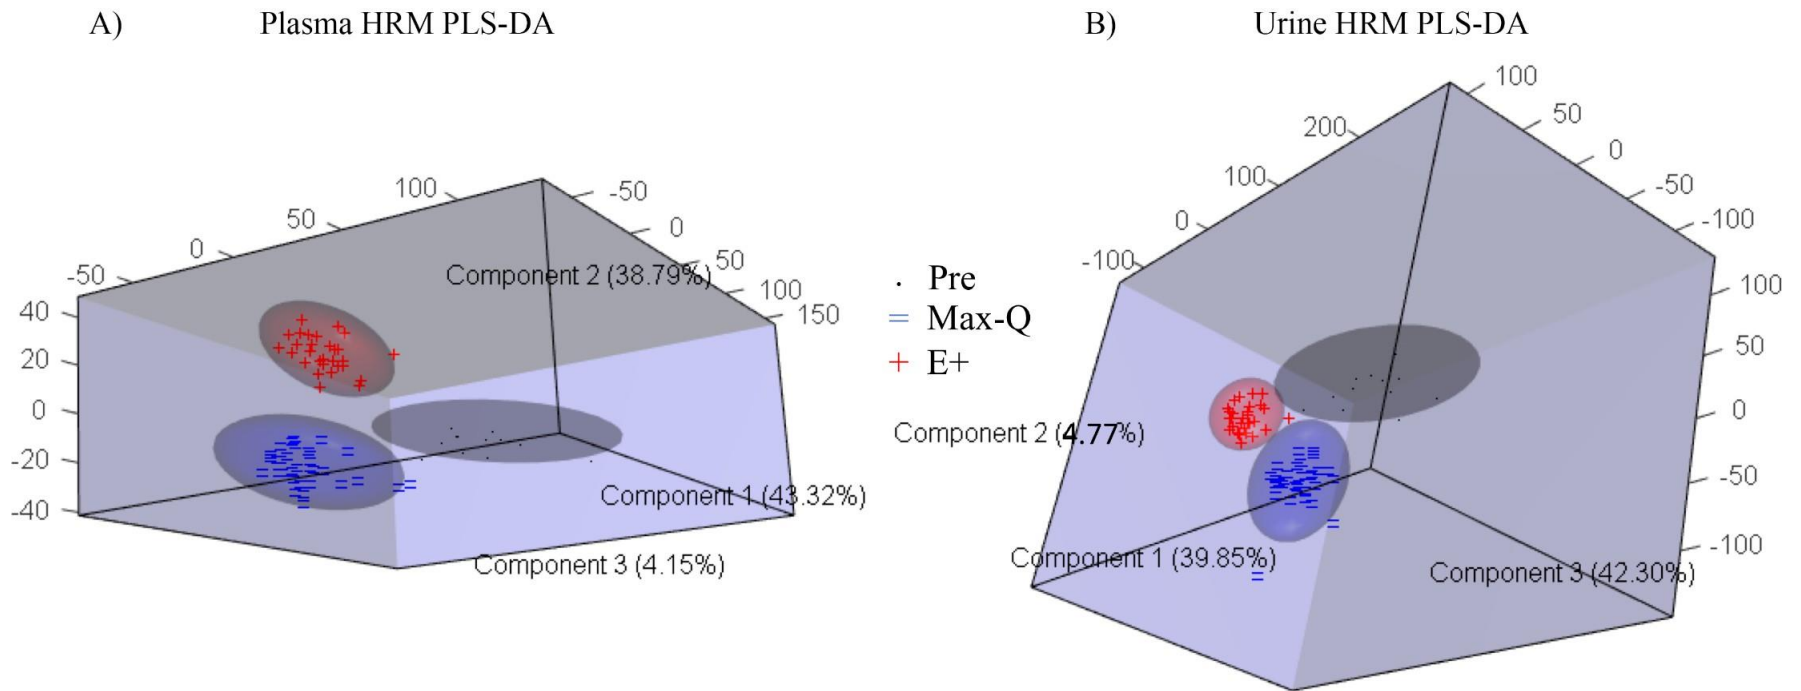 A) Plasma HRM PLS-DA
-50 0 50 100
-50 0 50 100 150
40
20
0
-20
-40
Component 2 (38.79%)
Component 1 (43.32%)
Component 3 (4.15%)
. Pre
= Max-Q
+ E+
B) Urine HRM PLS-DA
-100 0 100 200
100
50
0
-50
-100
100
50
0
-50
-100
Component 2 (4.77%)
Component 1 (39.85%)
Component 3 (42.30%)